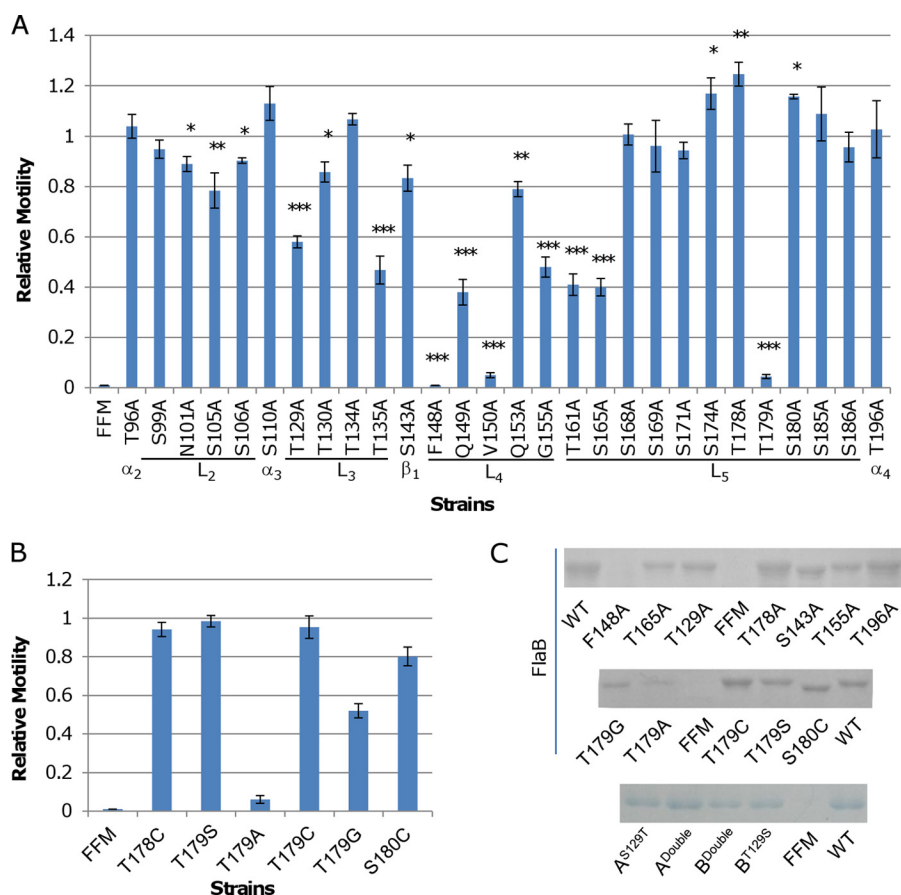 A
1.4
1.2
1
0.8
0.6
0.4
0.2
0
Relative Motility
* ** * *** * *** * *** *** *** ** *** *** *** * ** *** *
FFM T96A S99A N101A S105A S106A S110A T129A T130A T134A T135A S143A F148A Q149A V150A Q153A G155A T161A S165A S168A S169A S171A S174A T178A T179A S180A S185A S186A T196A
α2 L2 α3 L3 β1 L4 L5 α4
Strains
B
1.2
1
0.8
0.6
0.4
0.2
0
Relative Motility
FFM T178C T179S T179A T179C T179G S180C
Strains
C
FlaB
WT F148A T165A T129A FFM T178A S143A T155A T196A
T179G T179A FFM T179C T179S S180C WT
A^S129T A^Double B^Double B^T129S FFM WT